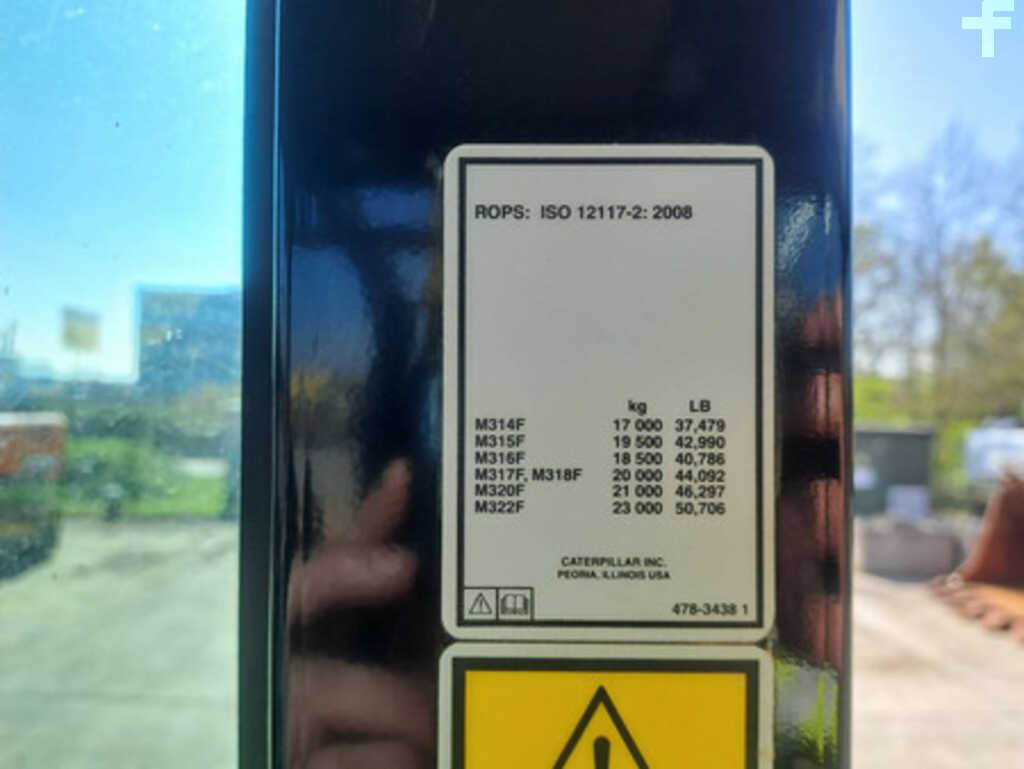 f
ROPS: ISO 12117-2: 2008
kg LB
M314F 17 000 37,479
M315F 19 500 42,990
M316F 18 500 40,786
M317F, M318F 20 000 44,092
M320F 21 000 46,297
M322F 23 000 50,706
CATERPILLAR INC.
PEORIA, ILLINOIS USA
478-3438 1